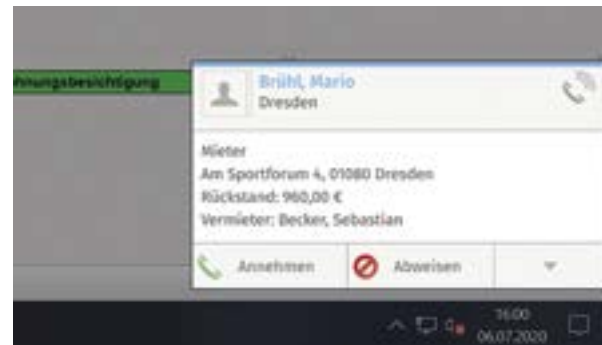 hnungsbesichtigung
Brühl, Mario
Dresden
Mieter
Am Sportforum 4, 01080 Dresden
Rückstand: 960,00 €
Vermieter: Becker, Sebastian
Annehmen
Abweisen
16:00
06.07.2020